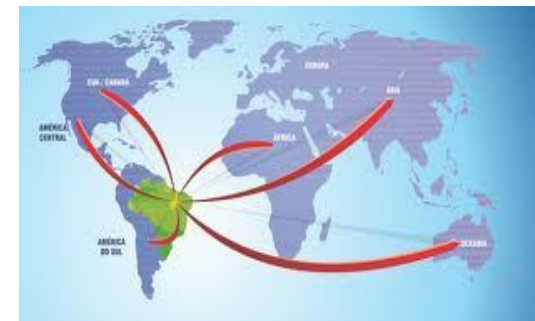 EUROPA
EUA / CANADÁ
ÁSIA
AMÉRICA
CENTRAL
ÁFRICA
AMÉRICA
DO SUL
OCEANIA